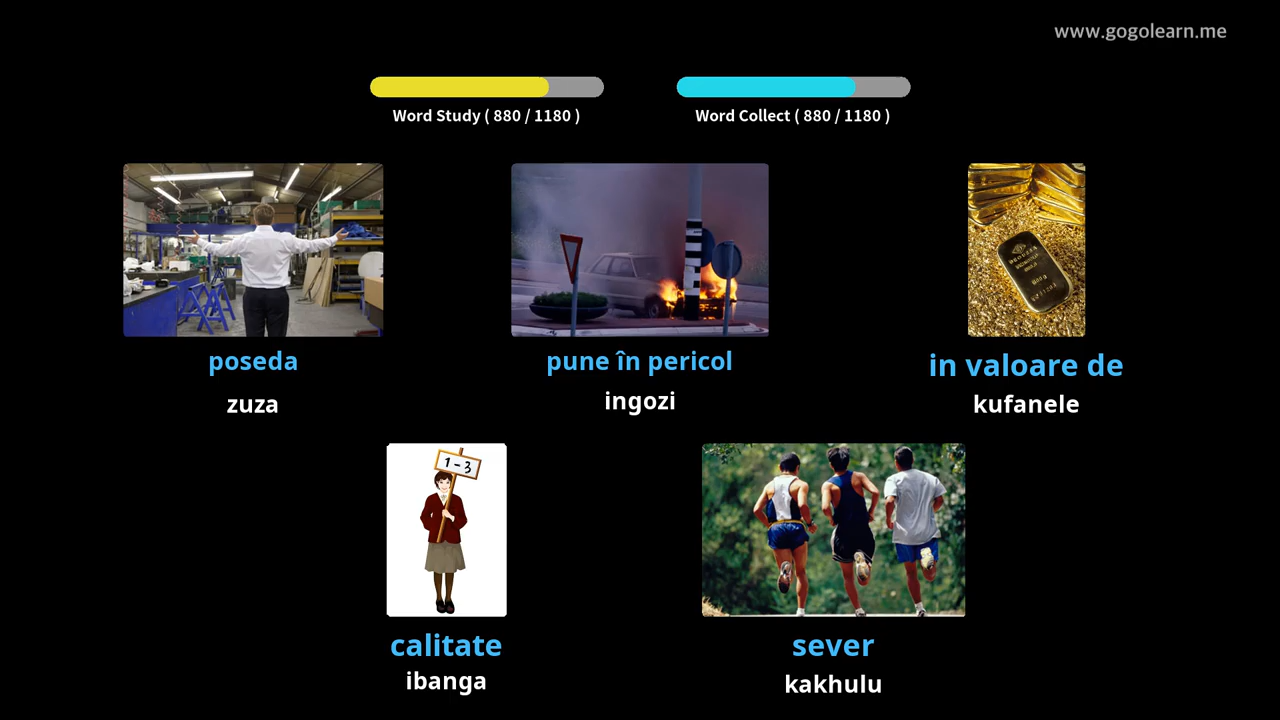 www.gogolearn.me
Word Study ( 880 / 1180 )
Word Collect ( 880 / 1180 )
poseda
pune în pericol
in valoare de
zuza
ingozi
kufanele
1-3
calitate
sever
ibanga
kakhulu